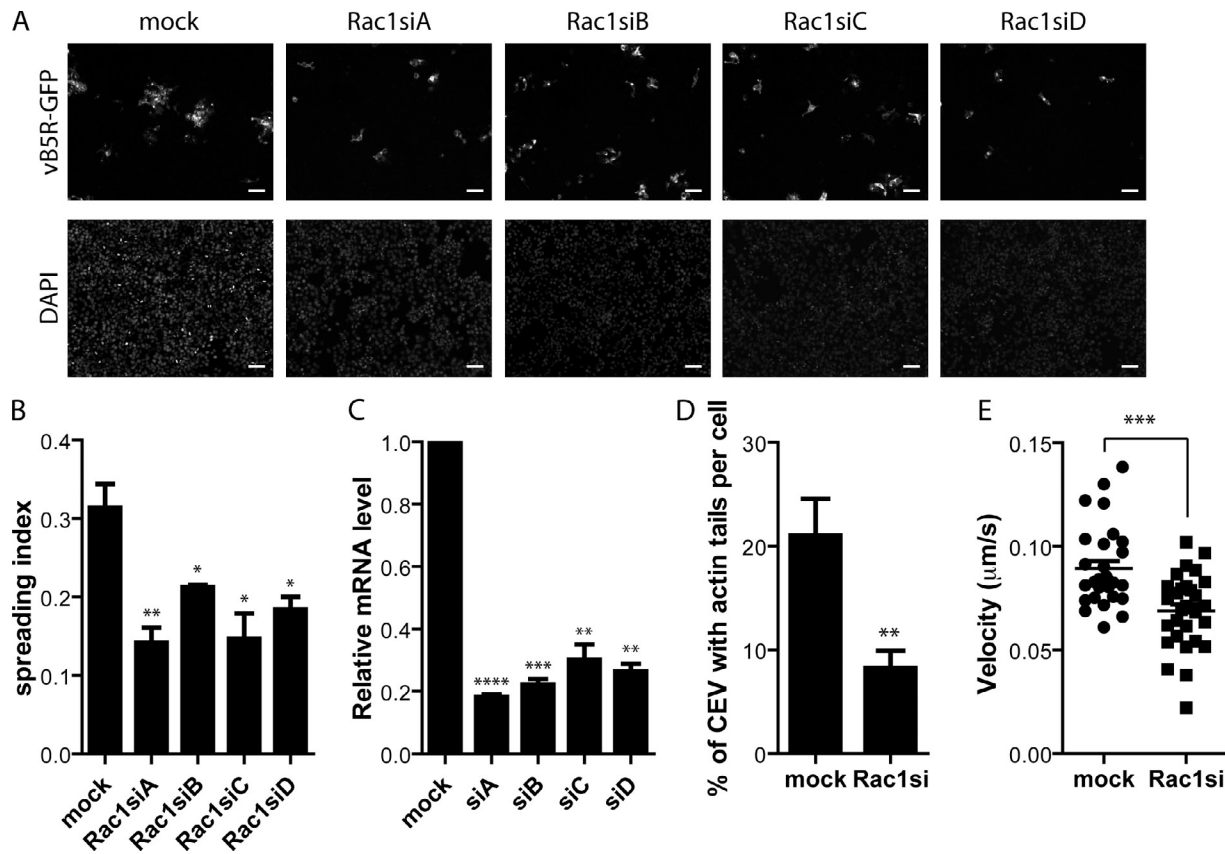 A
mock Rac1siA Rac1siB Rac1siC Rac1siD
vB5R-GFP
DAPI
B
spreading index
0.4
0.3
0.2
0.1
0.0
** * * *
mock Rac1siA Rac1siB Rac1siC Rac1siD
C
Relative mRNA level
1.0
0.8
0.6
0.4
0.2
0.0
**** *** ** **
mock siA siB siC siD
D
% of CEV with actin tails per cell
30
20
10
0
**
mock Rac1si
E
Velocity (μm/s)
0.15
0.10
0.05
0.00
***
mock Rac1si